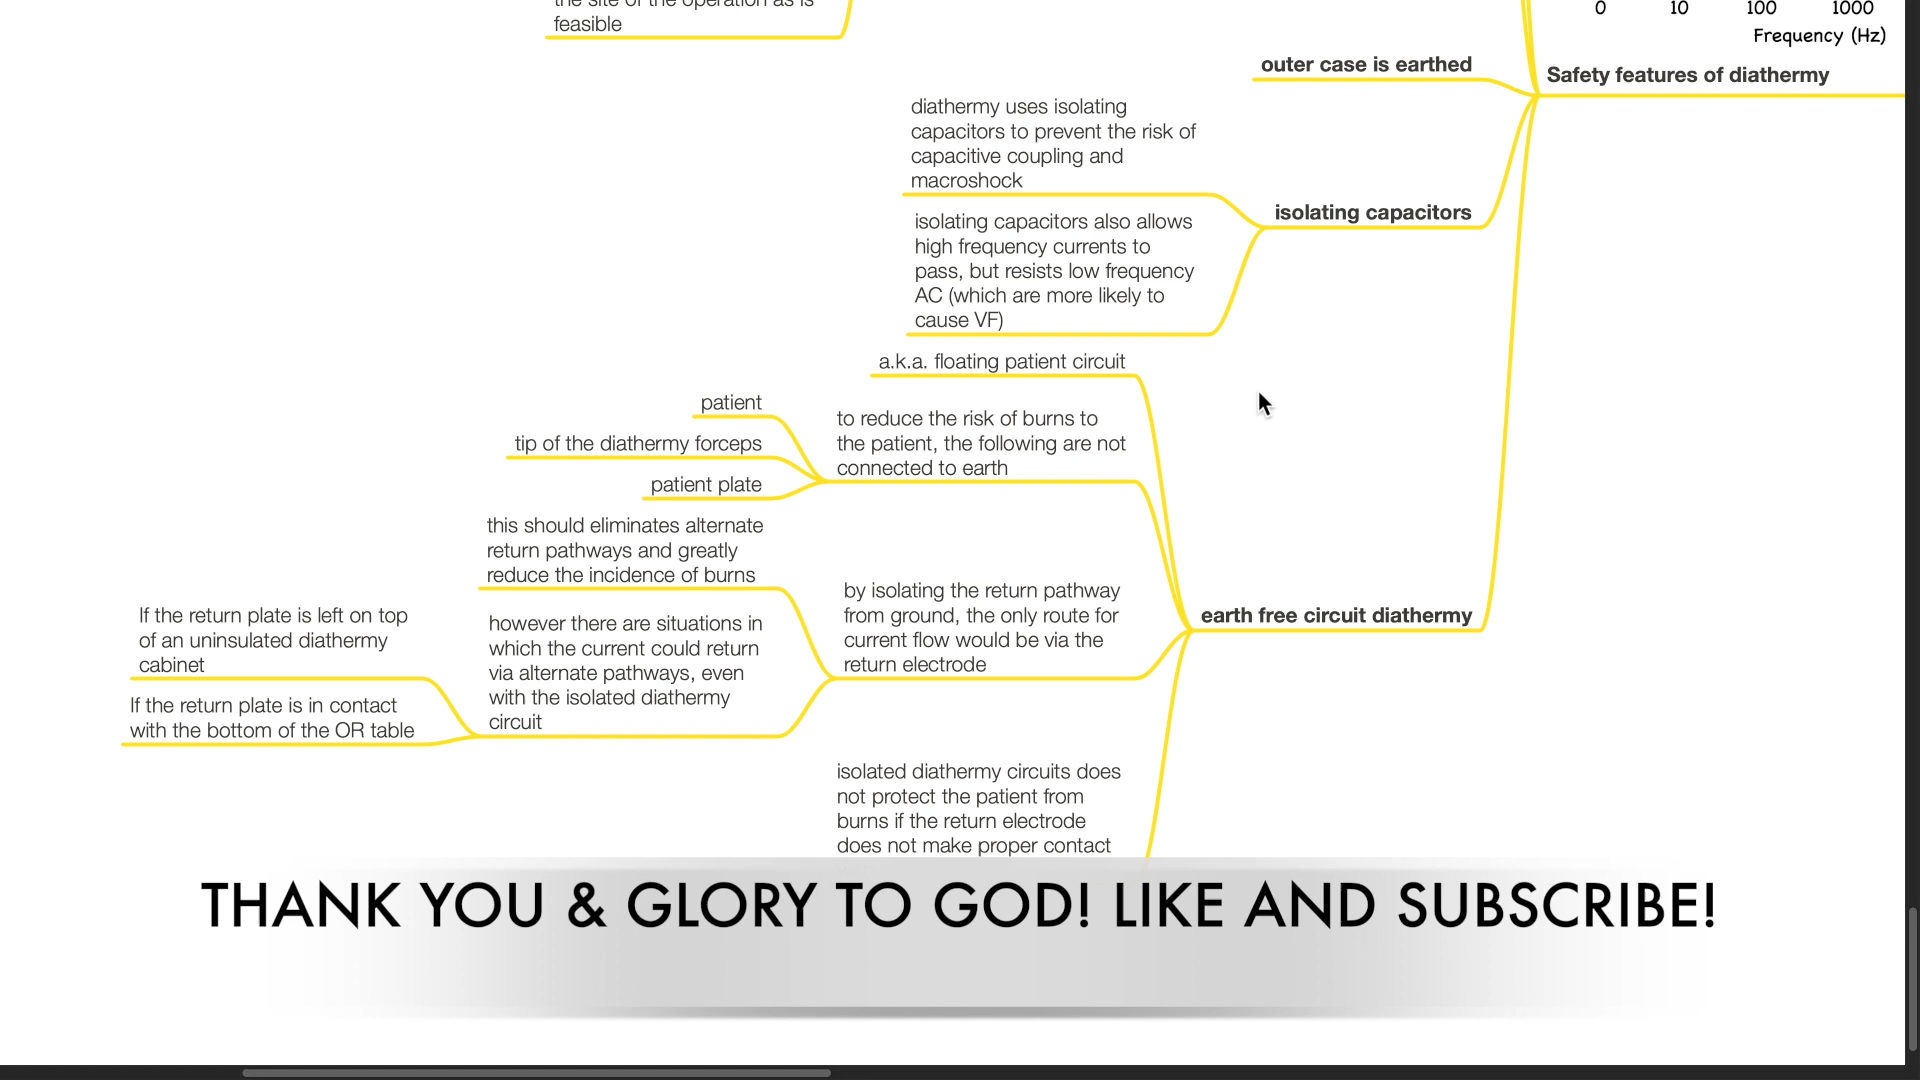 feasible
0 10 100 1000
Frequency (Hz)
Safety features of diathermy
outer case is earthed
diathermy uses isolating
capacitors to prevent the risk of
capacitive coupling and
macroshock
isolating capacitors
isolating capacitors also allows
high frequency currents to
pass, but resists low frequency
AC (which are more likely to
cause VF)
a.k.a. floating patient circuit
patient
tip of the diathermy forceps
patient plate
to reduce the risk of burns to
the patient, the following are not
connected to earth
this should eliminates alternate
return pathways and greatly
reduce the incidence of burns
by isolating the return pathway
from ground, the only route for
current flow would be via the
return electrode
earth free circuit diathermy
If the return plate is left on top
of an uninsulated diathermy
cabinet
however there are situations in
which the current could return
via alternate pathways, even
with the isolated diathermy
circuit
If the return plate is in contact
with the bottom of the OR table
isolated diathermy circuits does
not protect the patient from
burns if the return electrode
does not make proper contact
THANK YOU & GLORY TO GOD! LIKE AND SUBSCRIBE!